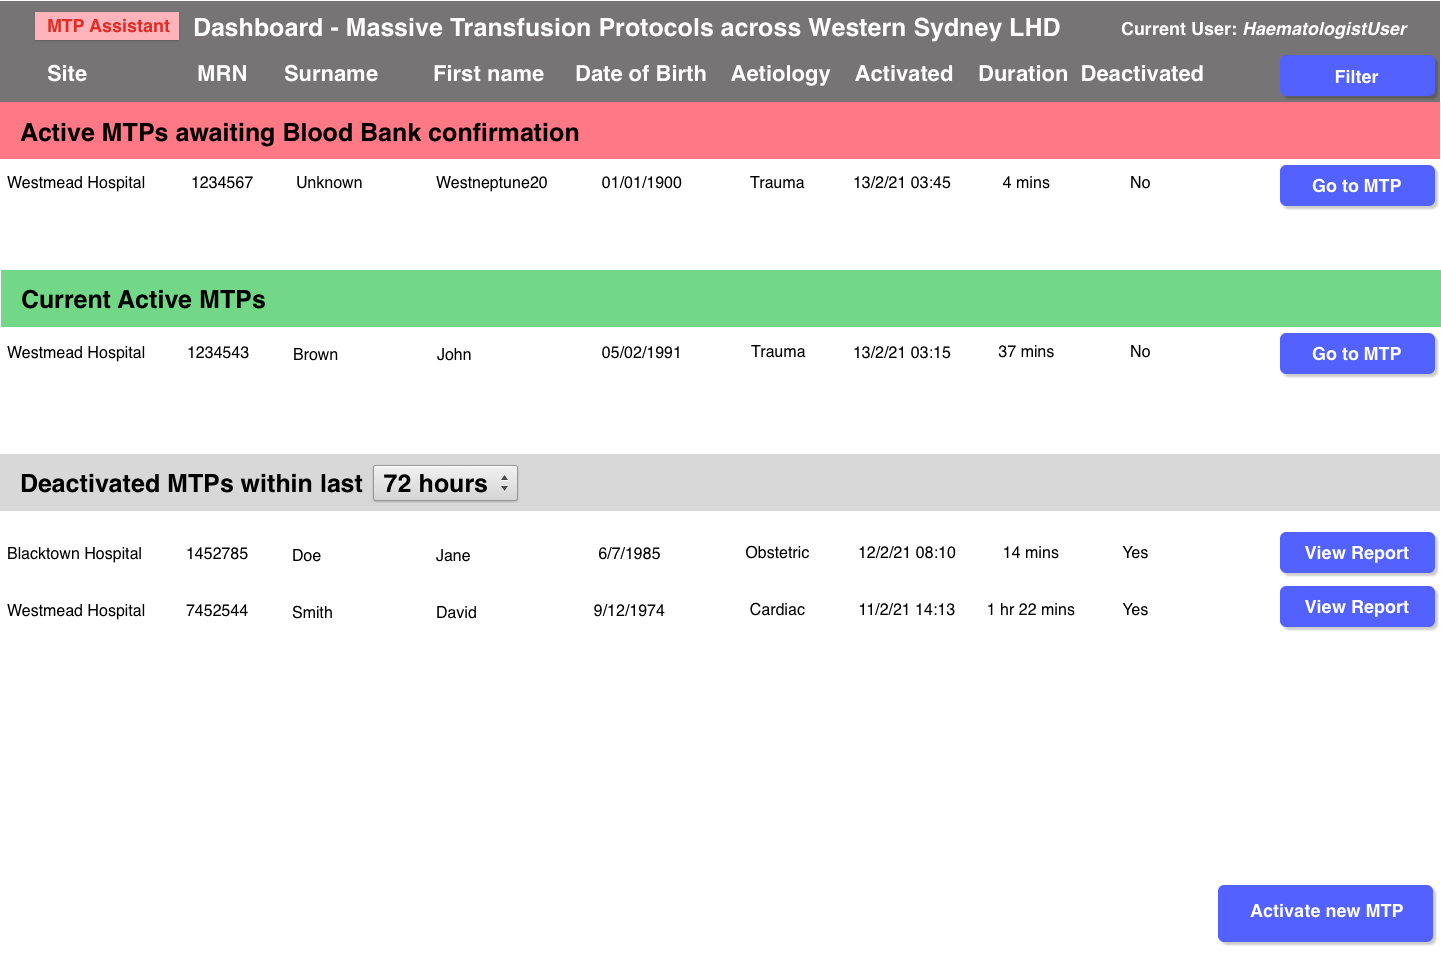 MTP Assistant Dashboard - Massive Transfusion Protocols across Western Sydney LHD Current User: HaematologistUser
Site MRN Surname First name Date of Birth Aetiology Activated Duration Deactivated Filter
Active MTPs awaiting Blood Bank confirmation
Westmead Hospital 1234567 Unknown Westneptune20 01/01/1900 Trauma 13/2/21 03:45 4 mins No Go to MTP
Current Active MTPs
Westmead Hospital 1234543 Brown John 05/02/1991 Trauma 13/2/21 03:15 37 mins No Go to MTP
Deactivated MTPs within last 72 hours
Blacktown Hospital 1452785 Doe Jane 6/7/1985 Obstetric 12/2/21 08:10 14 mins Yes View Report
Westmead Hospital 7452544 Smith David 9/12/1974 Cardiac 11/2/21 14:13 1 hr 22 mins Yes View Report
Activate new MTP